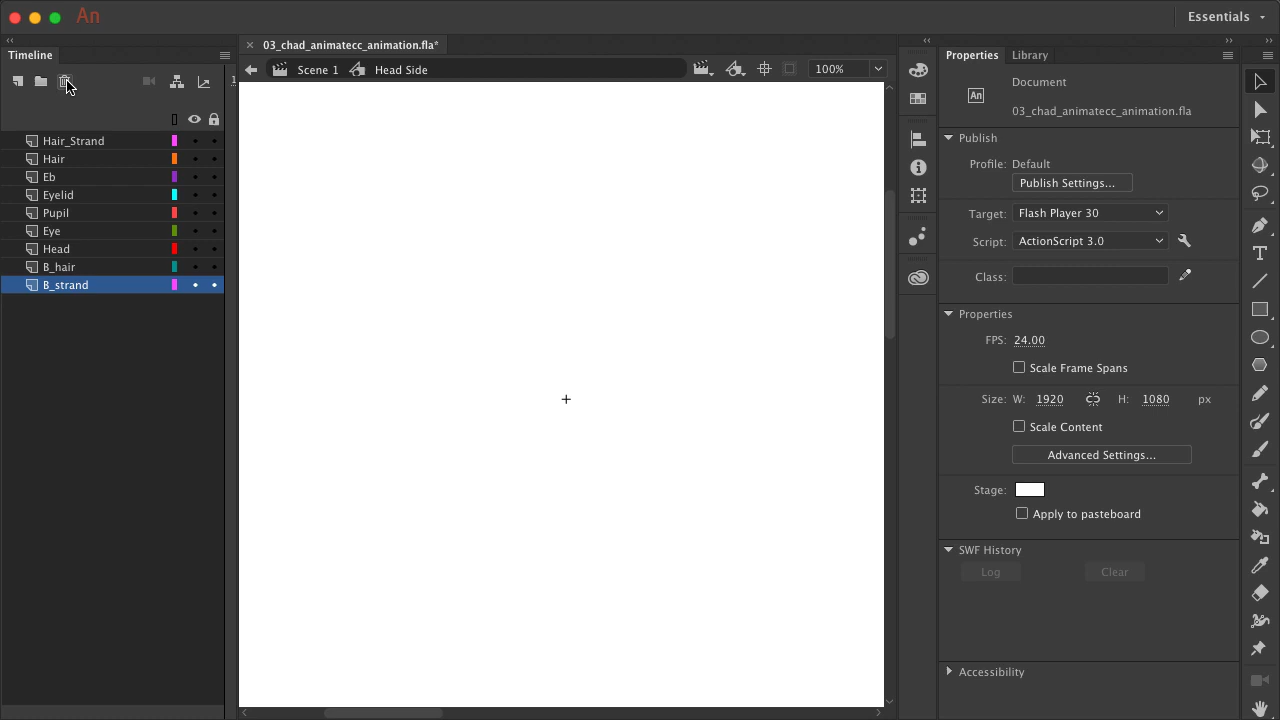 An
Essentials
Timeline
03_chad_animatecc_animation.fla*
Properties
Library
Scene 1
Head Side
100%
1
Document
An
03_chad_animatecc_animation.fla
Hair_Strand
Hair
Eb
Eyelid
Pupil
Eye
Head
B_hair
B_strand
Publish
Profile: Default
Publish Settings...
Target: Flash Player 30
Script: ActionScript 3.0
Class:
Properties
FPS: 24.00
Scale Frame Spans
Size: W: 1920 H: 1080 px
Scale Content
Advanced Settings...
Stage:
Apply to pasteboard
SWF History
Log Clear
Accessibility